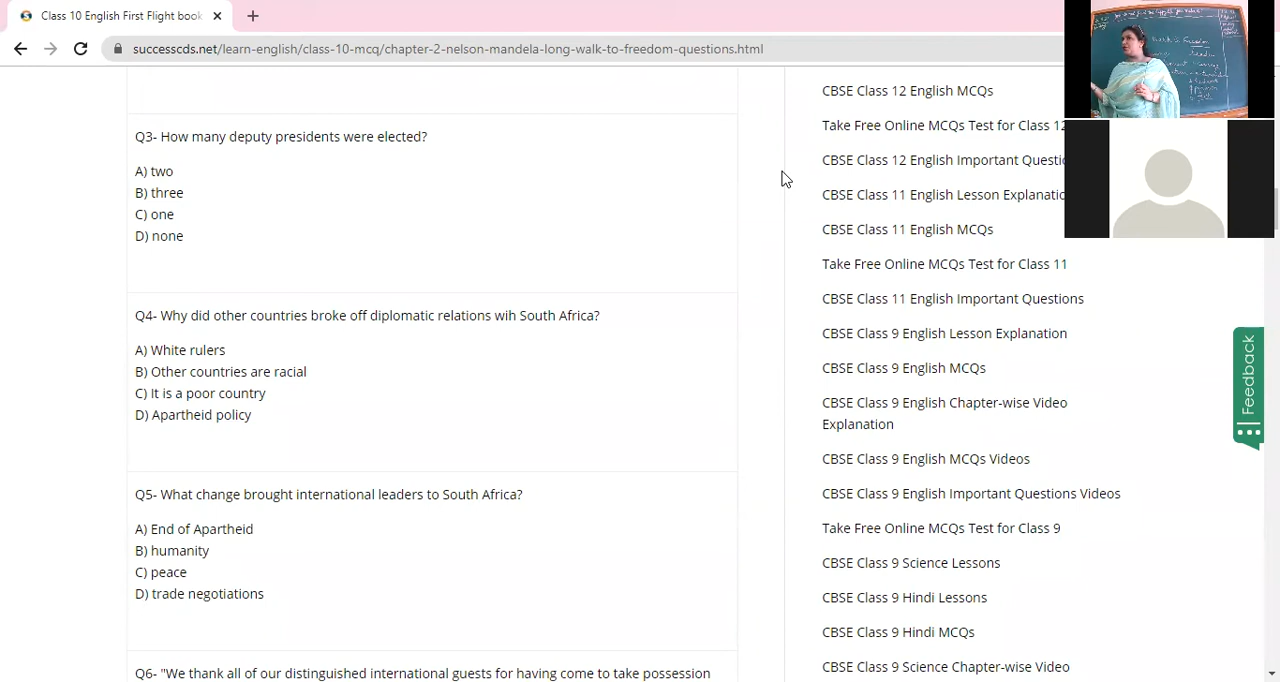 Class 10 English First Flight book
successcds.net/learn-english/class-10-mcq/chapter-2-nelson-mandela-long-walk-to-freedom-questions.html
Q3- How many deputy presidents were elected?
A) two
B) three
C) one
D) none
Q4- Why did other countries broke off diplomatic relations wih South Africa?
A) White rulers
B) Other countries are racial
C) It is a poor country
D) Apartheid policy
Q5- What change brought international leaders to South Africa?
A) End of Apartheid
B) humanity
C) peace
D) trade negotiations
Q6- "We thank all of our distinguished international guests for having come to take possession
CBSE Class 12 English MCQs
Take Free Online MCQs Test for Class 12
CBSE Class 12 English Important
CBSE Class 11 English Lesson
CBSE Class 11 English MCQs
Take Free Online MCQs Test for Class 11
CBSE Class 11 English Important Questions
CBSE Class 9 English Lesson Explanation
CBSE Class 9 English MCQs
CBSE Class 9 English Chapter-wise Video
Explanation
CBSE Class 9 English MCQs Videos
CBSE Class 9 English Important Questions Videos
Take Free Online MCQs Test for Class 9
CBSE Class 9 Science Lessons
CBSE Class 9 Hindi Lessons
CBSE Class 9 Hindi MCQs
CBSE Class 9 Science Chapter-wise Video
Feedback